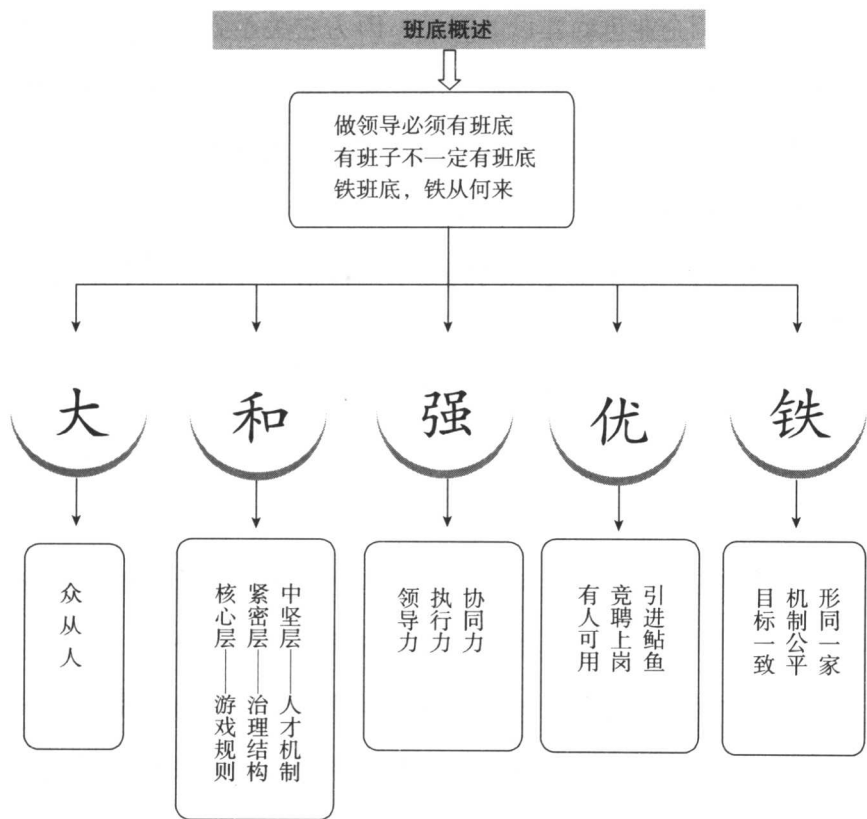 班底概述
做领导必须有班底
有班子不一定有班底
铁班底，铁从何来
大
和
强
优
铁
众从人
核心层——游戏规则
紧密层——治理结构
中坚层——人才机制
领导力
执行力
协同力
有人可用
竞聘上岗
引进鲇鱼
目标一致
机制公平
形同一家